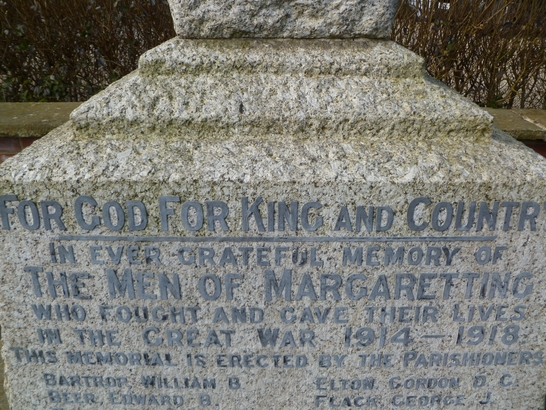 FOR GOD FOR KING AND COUNTR
IN EVER GRATEFUL MEMORY OF
THE MEN OF MARGARETTING
WHO FOUGHT AND GAVE THEIR LIVES
IN THE GREAT WAR 1914-1918.
THIS MEMORIAL IS ERECTED BY THE PARISHIONERS
BARTROP, WILLIAM B. ELTON, GORDON D. C.
BEER, EDWARD B. FLACK, GEORGE J.